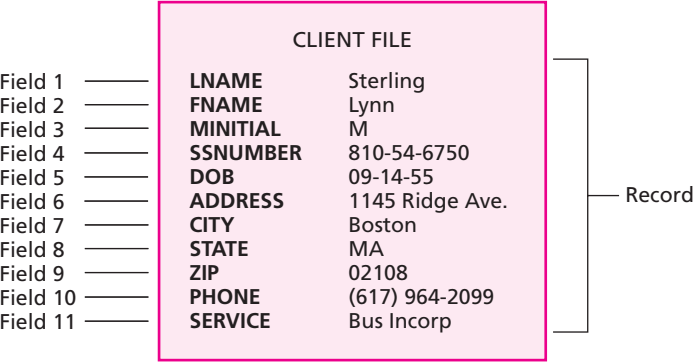 CLIENT FILE
Field 1 LNAME Sterling
Field 2 FNAME Lynn
Field 3 MINITIAL M
Field 4 SSNUMBER 810-54-6750
Field 5 DOB 09-14-55
Field 6 ADDRESS 1145 Ridge Ave.
Field 7 CITY Boston
Record
Field 8 STATE MA
Field 9 ZIP 02108
Field 10 PHONE (617) 964-2099
Field 11 SERVICE Bus Incorp